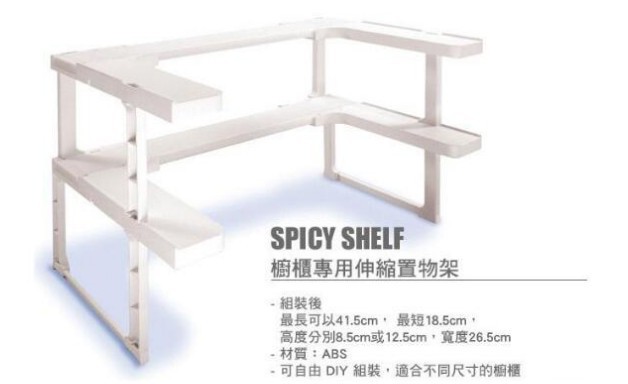 SPICY SHELF
櫥櫃專用伸縮置物架
- 組裝後
最長可以41.5cm, 最短18.5cm,
高度分別8.5cm或12.5cm,寬度26.5cm
- 材質:ABS
- 可自由 DIY 組裝,適合不同尺寸的櫥櫃